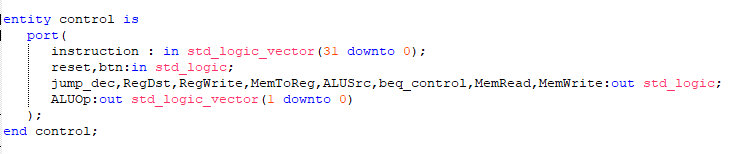 entity control is
port(
instruction : in std_logic_vector(31 downto 0);
reset,btn:in std_logic;
jump_dec,RegDst,RegWrite,MemToReg,ALUSrc,beq_control,MemRead,MemWrite:out std_logic;
ALUOp:out std_logic_vector(1 downto 0)
);
end control;